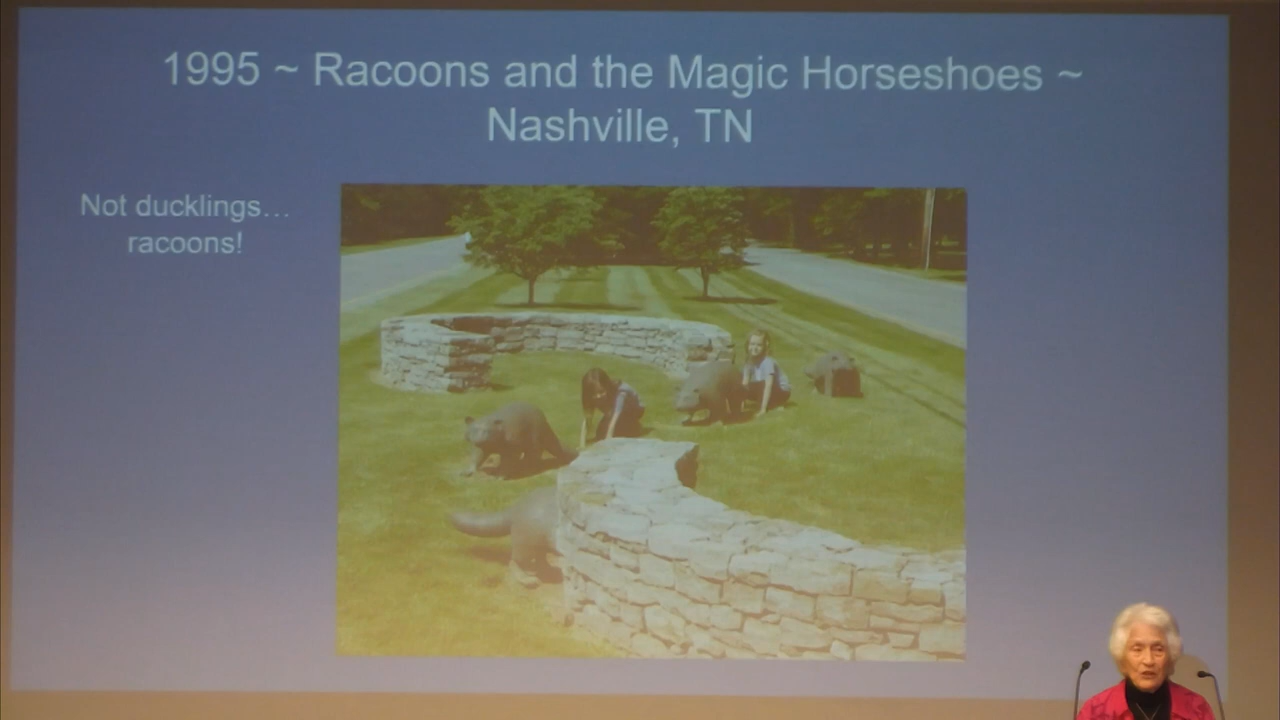 1995 ~ Racoons and the Magic Horseshoes ~
Nashville, TN
Not ducklings…
racoons!